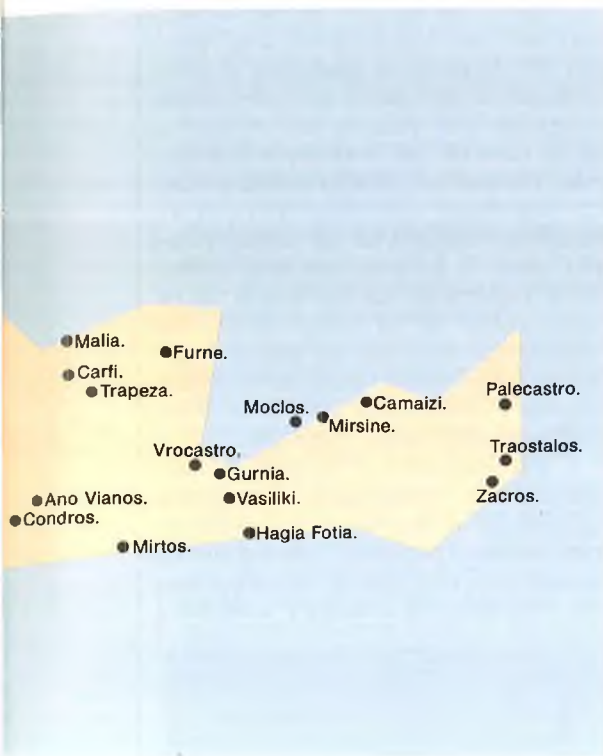 Malia.
Furne.
Carfi.
Trapeza.
Palecastro.
Camaizi.
Moclos.
Mirsine.
Vrocastro.
Traostalos.
Gurnia.
Ano Vianos.
Vasiliki.
Zacros.
Condros.
Hagia Fotia.
Mirtos.